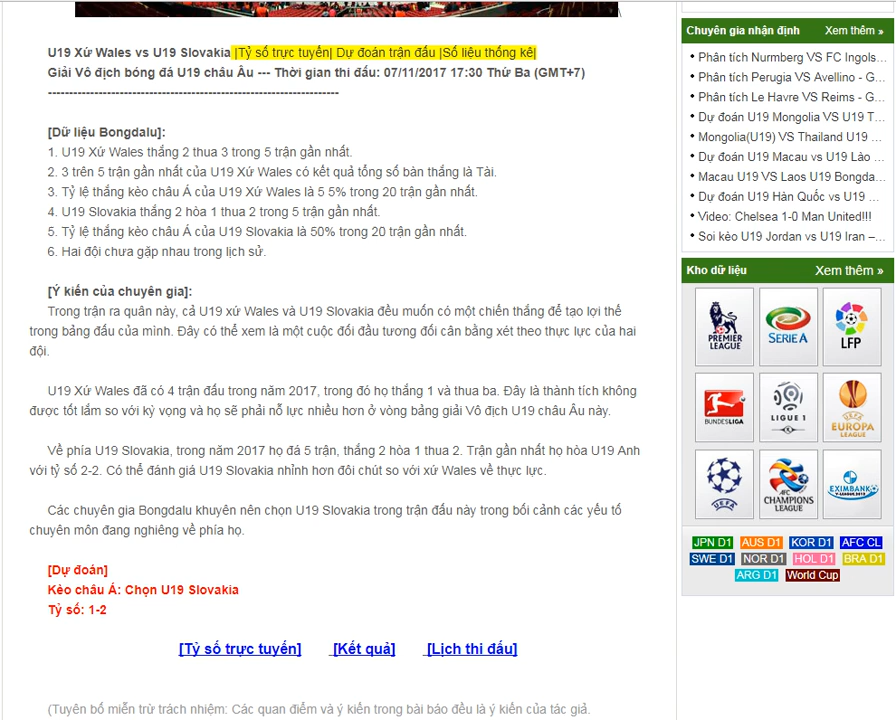 U19 Xứ Wales vs U19 Slovakia |Tỷ số trực tuyến| Dự đoán trận đấu |Số liệu thống kê|
Giải Vô địch bóng đá U19 châu Âu --- Thời gian thi đấu: 07/11/2017 17:30 Thứ Ba (GMT+7)
---------------------------------------------------------------------
[Dữ liệu Bongdalu]:
1. U19 Xứ Wales thắng 2 thua 3 trong 5 trận gần nhất.
2. 3 trên 5 trận gần nhất của U19 Xứ Wales có kết quả tổng số bàn thắng là Tài.
3. Tỷ lệ thắng kèo châu Á của U19 Xứ Wales là 5 5% trong 20 trận gần nhất.
4. U19 Slovakia thắng 2 hòa 1 thua 2 trong 5 trận gần nhất.
5. Tỷ lệ thắng kèo châu Á của U19 Slovakia là 50% trong 20 trận gần nhất.
6. Hai đội chưa gặp nhau trong lịch sử.
[Ý kiến của chuyên gia]:
Trong trận ra quân này, cả U19 xứ Wales và U19 Slovakia đều muốn có một chiến thắng để tạo lợi thế
trong bảng đấu của mình. Đây có thể xem là một cuộc đối đầu tương đối cân bằng xét theo thực lực của hai
đội.
U19 Xứ Wales đã có 4 trận đấu trong năm 2017, trong đó họ thắng 1 và thua ba. Đây là thành tích không
được tốt lắm so với kỳ vọng và họ sẽ phải nỗ lực nhiều hơn ở vòng bảng giải Vô địch U19 châu Âu này.
Về phía U19 Slovakia, trong năm 2017 họ đá 5 trận, thắng 2 hòa 1 thua 2. Trận gần nhất họ hòa U19 Anh
với tỷ số 2-2. Có thể đánh giá U19 Slovakia nhỉnh hơn đôi chút so với xứ Wales về thực lực.
Các chuyên gia Bongdalu khuyên nên chọn U19 Slovakia trong trận đấu này trong bối cảnh các yếu tố
chuyên môn đang nghiêng về phía họ.
[Dự đoán]
Kèo châu Á: Chọn U19 Slovakia
Tỷ số: 1-2
[Tỷ số trực tuyến] [Kết quả] [Lịch thi đấu]
(Tuyên bố miễn trừ trách nhiệm: Các quan điểm và ý kiến trong bài báo đều là ý kiến của tác giả.
Chuyên gia nhận định Xem thêm »
Phân tích Nurmberg VS FC Ingols...
Phân tích Perugia VS Avellino - G...
Phân tích Le Havre VS Reims - G...
Dự đoán U19 Mongolia VS U19 T...
Mongolia(U19) VS Thailand U19 ...
Dự đoán U19 Macau vs U19 Lào ...
Macau U19 VS Laos U19 Bongda...
Dự đoán U19 Hàn Quốc vs U19 ...
Video: Chelsea 1-0 Man United!!!
Soi kèo U19 Jordan vs U19 Iran –...
Kho dữ liệu Xem thêm »
PREMIER LEAGUE
SERIE A
LFP
BUNDESLIGA
LIGUE 1
UEFA EUROPA LEAGUE
UEFA
AFC CHAMPIONS LEAGUE
EXIMBANK
JPN D1 AUS D1 KOR D1 AFC CL
SWE D1 NOR D1 HOL D1 BRA D1
ARG D1 World Cup